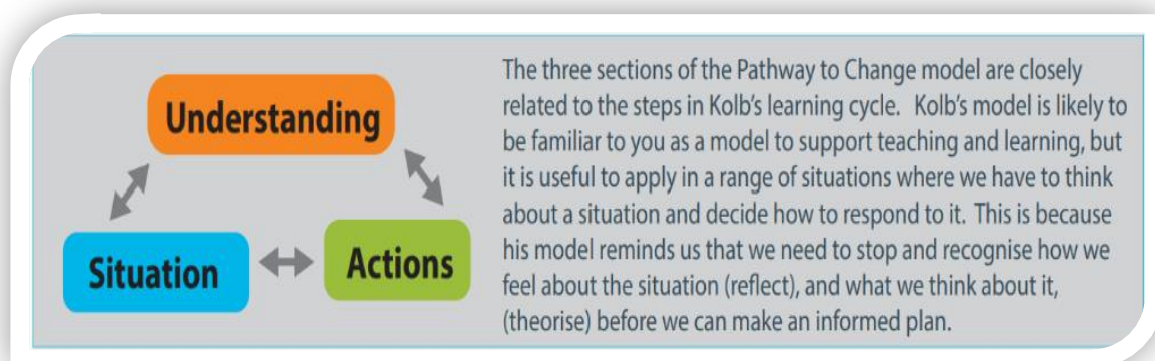 Understanding
Situation
Actions
The three sections of the Pathway to Change model are closely
related to the steps in Kolb's learning cycle. Kolb's model is likely to
be familiar to you as a model to support teaching and learning, but
it is useful to apply in a range of situations where we have to think
about a situation and decide how to respond to it. This is because
his model reminds us that we need to stop and recognise how we
feel about the situation (reflect), and what we think about it,
(theorise) before we can make an informed plan.